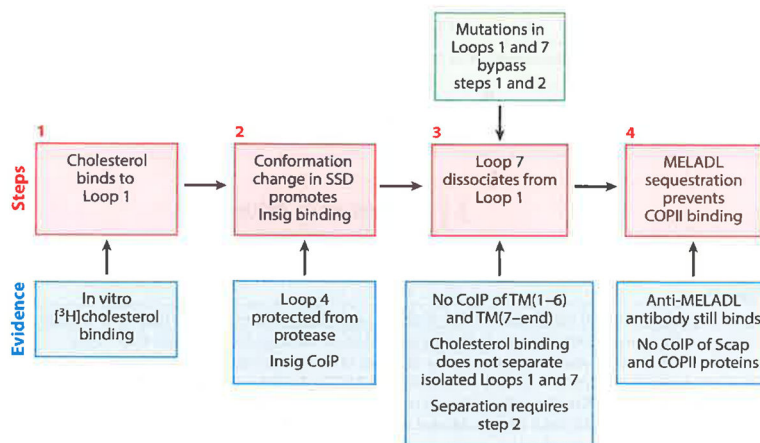 Mutations in
Loops 1 and 7
bypass
steps 1 and 2
Steps
1
Cholesterol
binds to
Loop 1
2
Conformation
change in SSD
promotes
Insig binding
3
Loop 7
dissociates from
Loop 1
4
MELADL
sequestration
prevents
COPII binding
Evidence
In vitro
[³H]cholesterol
binding
Loop 4
protected from
protease
Insig CoIP
No CoIP of TM(1–6)
and TM(7–end)
Cholesterol binding
does not separate
isolated Loops 1 and 7
Separation requires
step 2
Anti-MELADL
antibody still binds
No CoIP of Scap
and COPII proteins